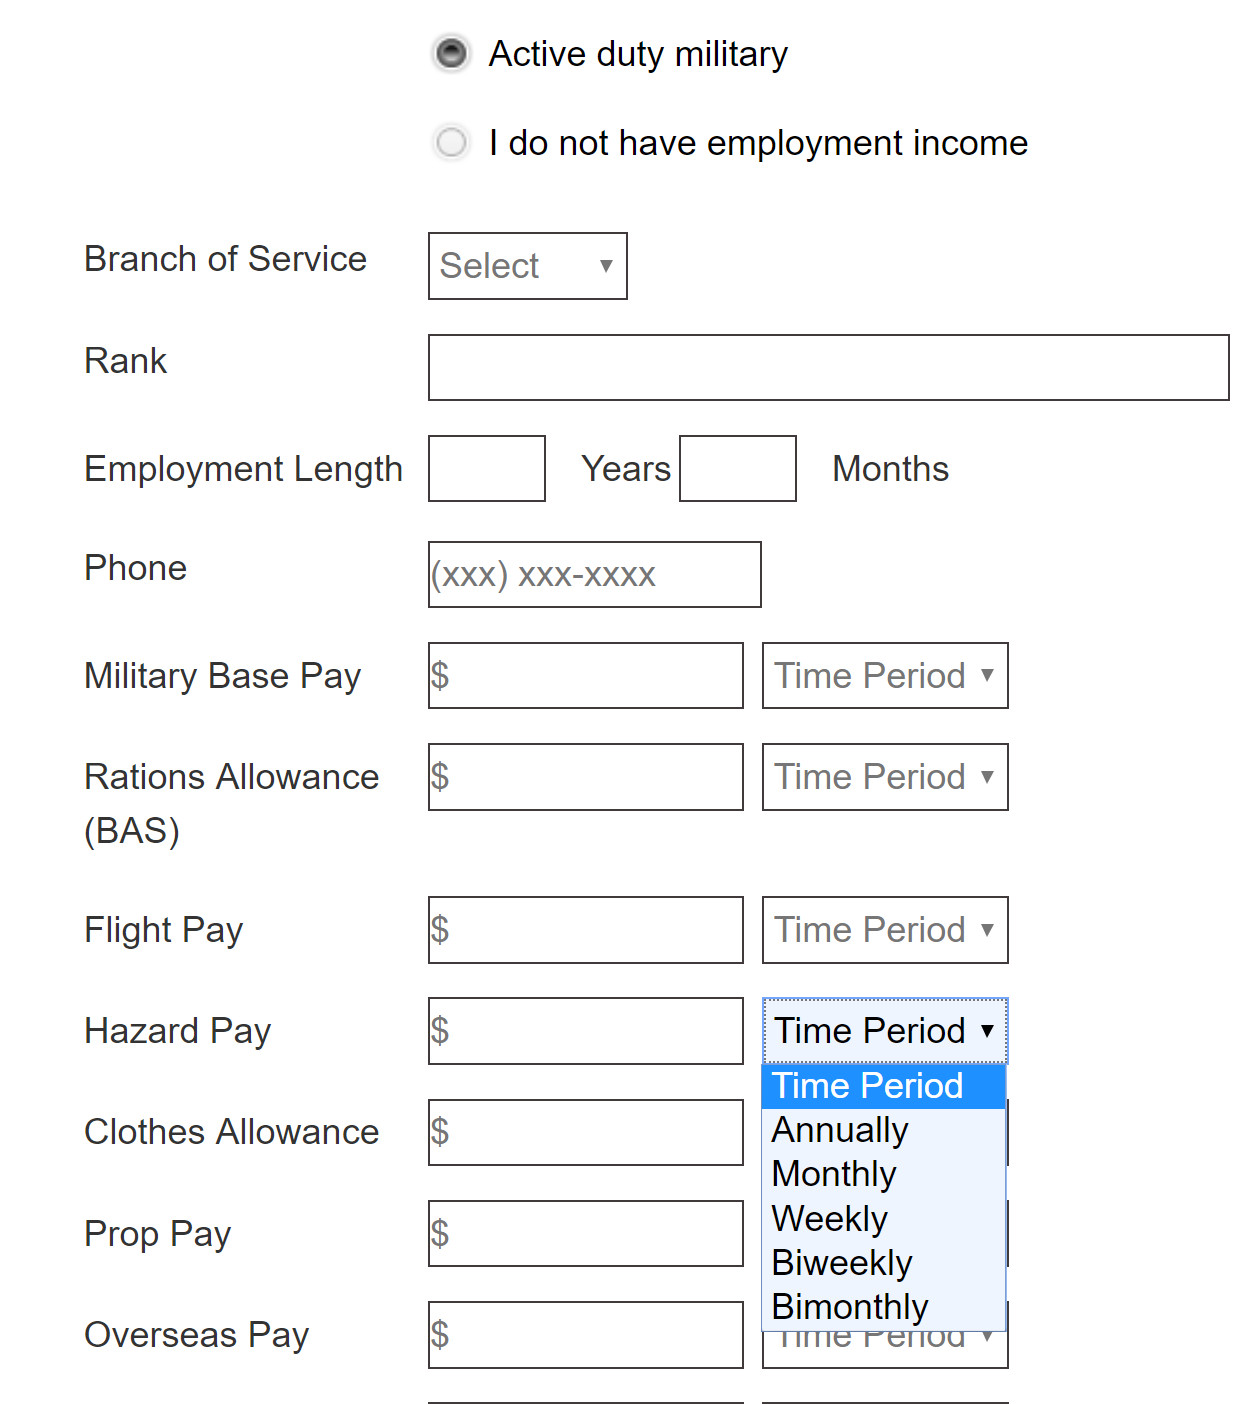 Active duty military
I do not have employment income
Branch of Service Select
Rank
Employment Length Years Months
Phone (xxx) xxx-xxxx
Military Base Pay $ Time Period
Rations Allowance $ Time Period
(BAS)
Flight Pay $ Time Period
Hazard Pay $ Time Period
Time Period
Clothes Allowance $ Annually
Monthly
Prop Pay $ Weekly
Biweekly
Bimonthly
Overseas Pay $ Time Period